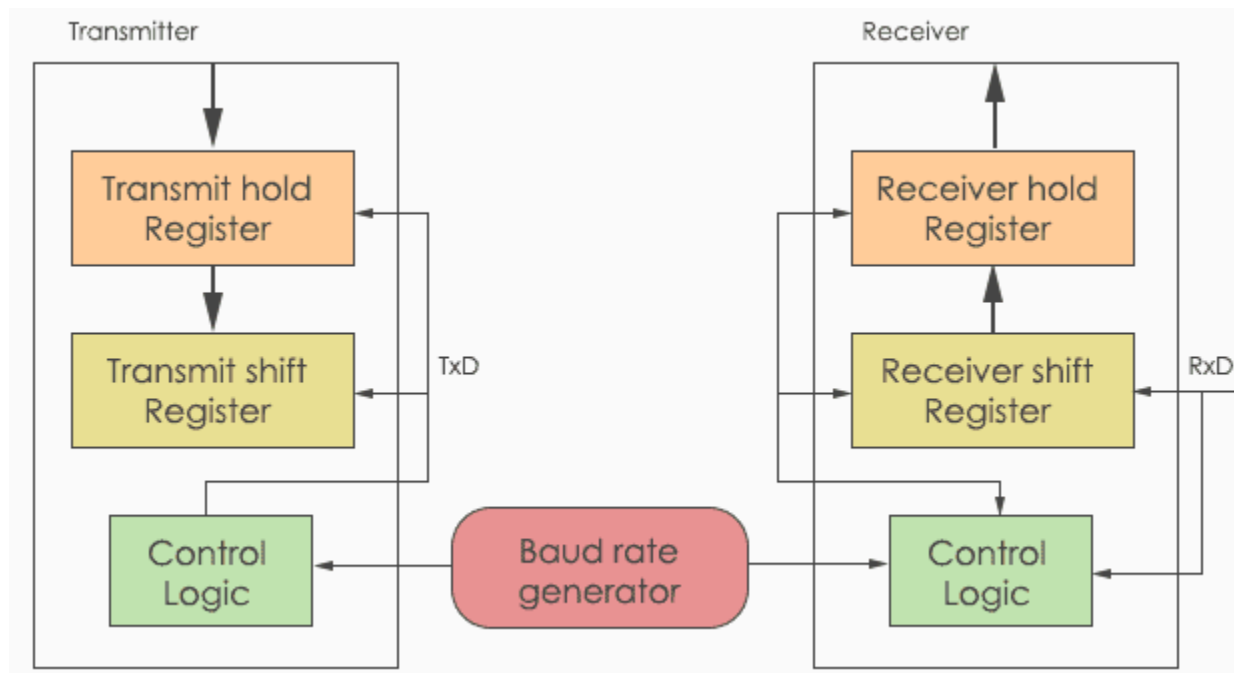 Transmitter
Receiver
Transmit hold
Register
Receiver hold
Register
Transmit shift
Register
TxD
Receiver shift
Register
RxD
Control
Logic
Baud rate
generator
Control
Logic